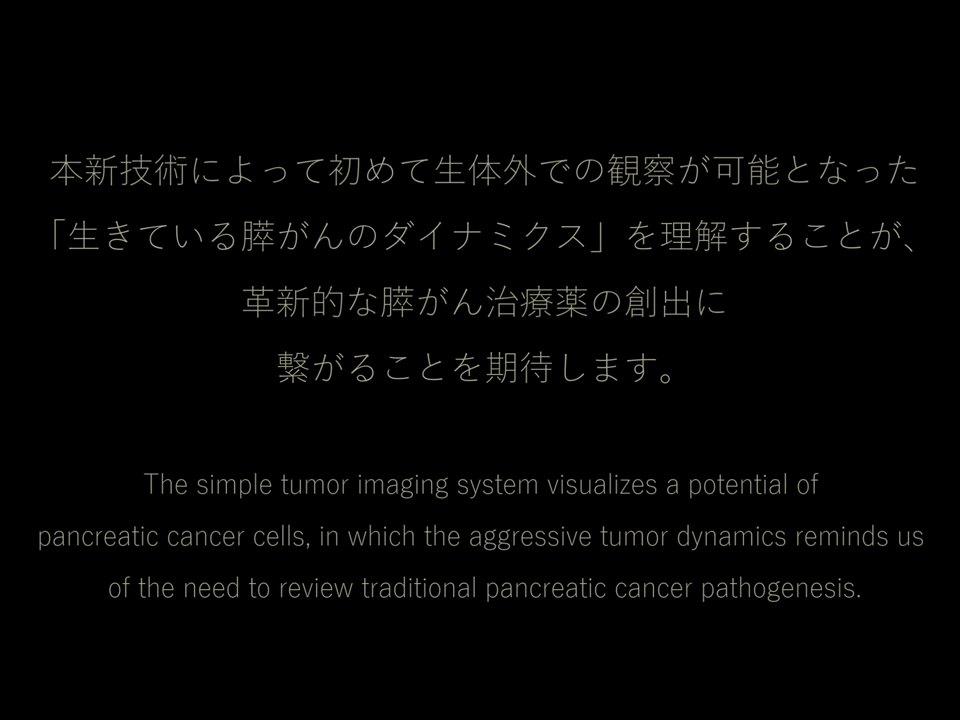 本新技術によって初めて生体外での観察が可能となった
「生きている膵がんのダイナミクス」を理解することが、
革新的な膵がん治療薬の創出に
繋がることを期待します。
The simple tumor imaging system visualizes a potential of
pancreatic cancer cells, in which the aggressive tumor dynamics reminds us
of the need to review traditional pancreatic cancer pathogenesis.